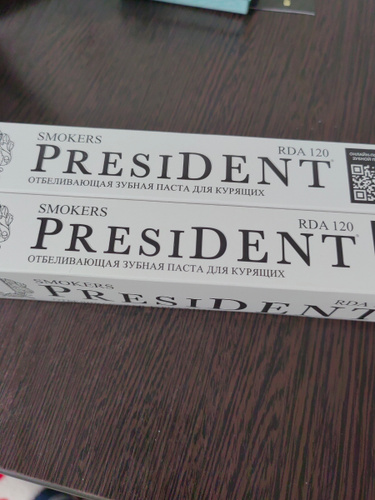 SMOKERS
RDA 120
PRESIDENT
ОТБЕЛИВАЮЩАЯ ЗУБНАЯ ПАСТА ДЛЯ КУРЯЩИХ
SMOKERS
RDA 120
PRESIDENT
ОТБЕЛИВАЮЩАЯ ЗУБНАЯ ПАСТА ДЛЯ КУРЯЩИХ
SMOKERS
RDA
PRESIDENT